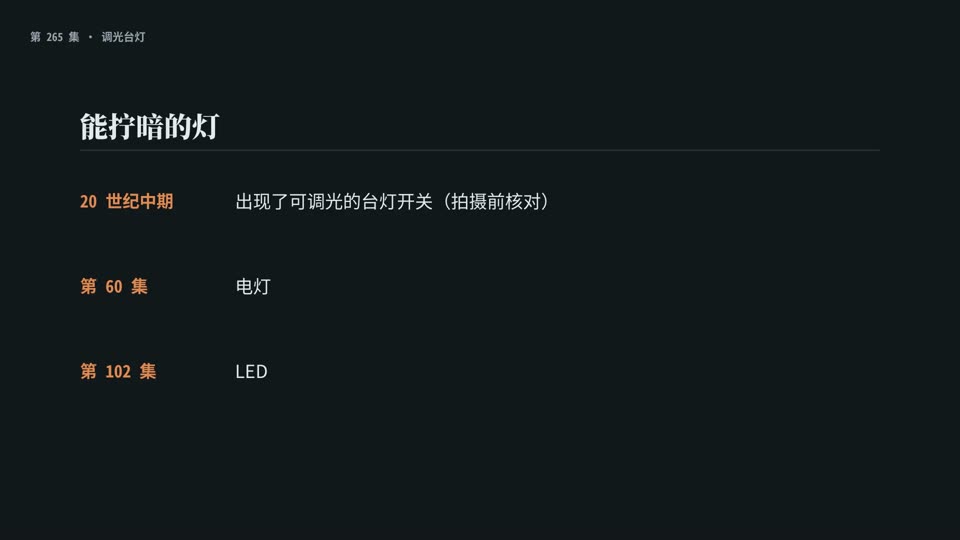 第 265 集 · 调光台灯
能拧暗的灯
20 世纪中期 出现了可调光的台灯开关（拍摄前核对）
第 60 集 电灯
第 102 集 LED